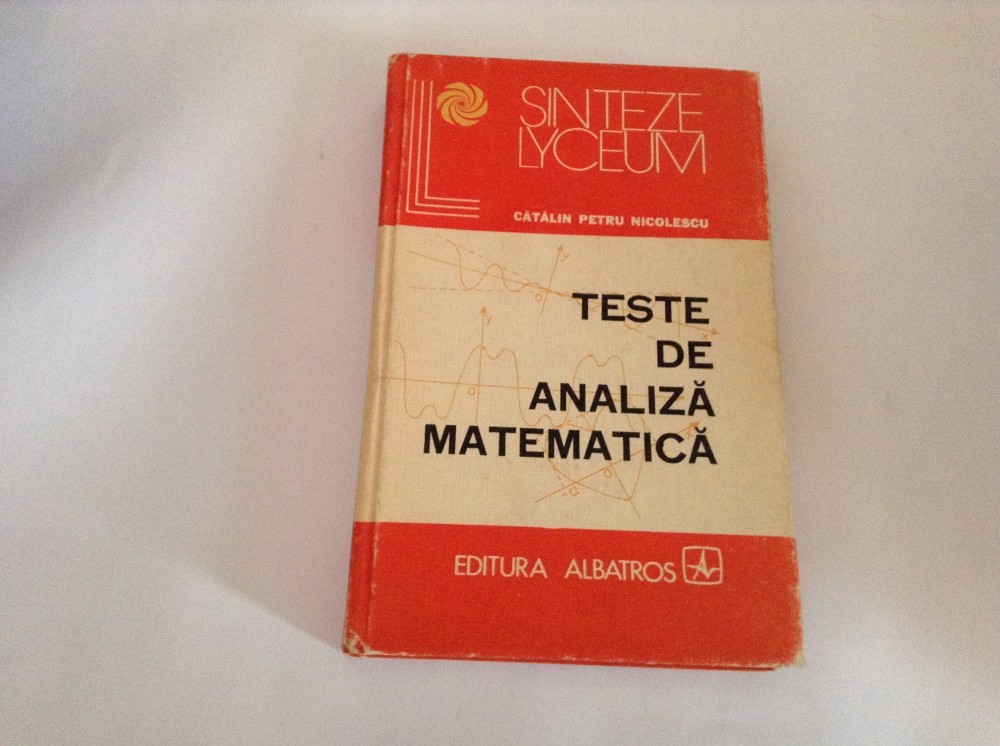 SINTEZE
LYCEUM
CĂTĂLIN PETRU NICOLESCU
TESTE
DE
ANALIZĂ
MATEMATICĂ
EDITURA ALBATROS
y
o
x
y
o
o
-a